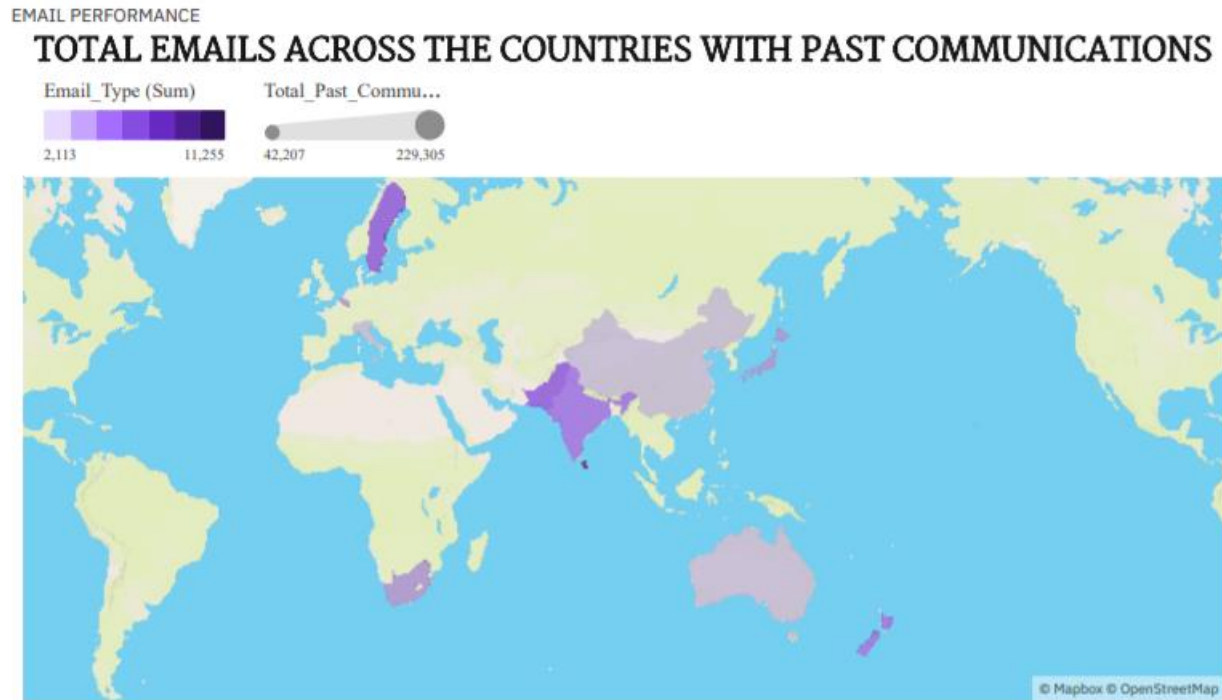 EMAIL PERFORMANCE
TOTAL EMAILS ACROSS THE COUNTRIES WITH PAST COMMUNICATIONS
Email_Type (Sum) Total_Past_Commu...
2,113 11,255 42,207 229,305
© Mapbox © OpenStreetMap